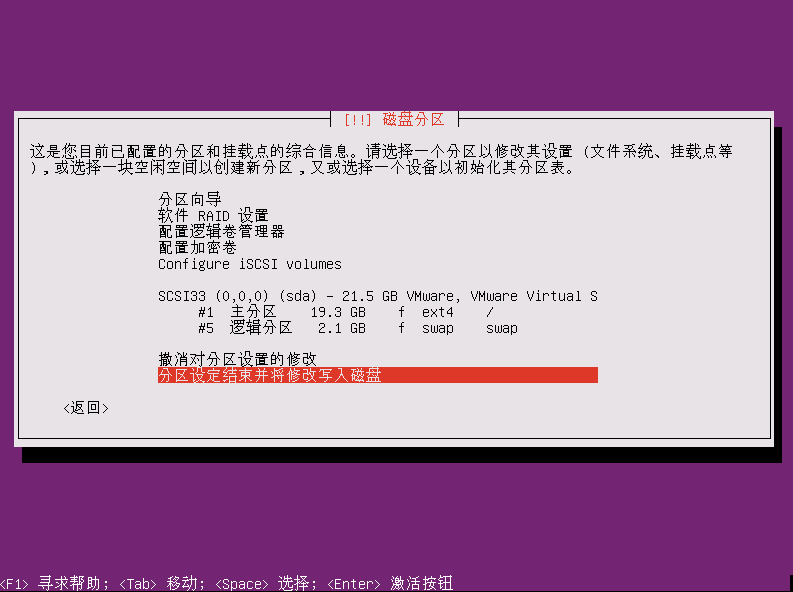 [!!] 磁盘分区
这是您目前已配置的分区和挂载点的综合信息。请选择一个分区以修改其设置 (文件系统、挂载点等
)，或选择一块空闲空间以创建新分区，又或选择一个设备以初始化其分区表。
分区向导
软件 RAID 设置
配置逻辑卷管理器
配置加密卷
Configure iSCSI volumes
SCSI33 (0,0,0) (sda) - 21.5 GB VMware, VMware Virtual S
#1 主分区 19.3 GB f ext4 /
#5 逻辑分区 2.1 GB f swap swap
撤消对分区设置的修改
分区设定结束并将修改写入磁盘
<返回>
<F1> 寻求帮助; <Tab> 移动; <Space> 选择; <Enter> 激活按钮